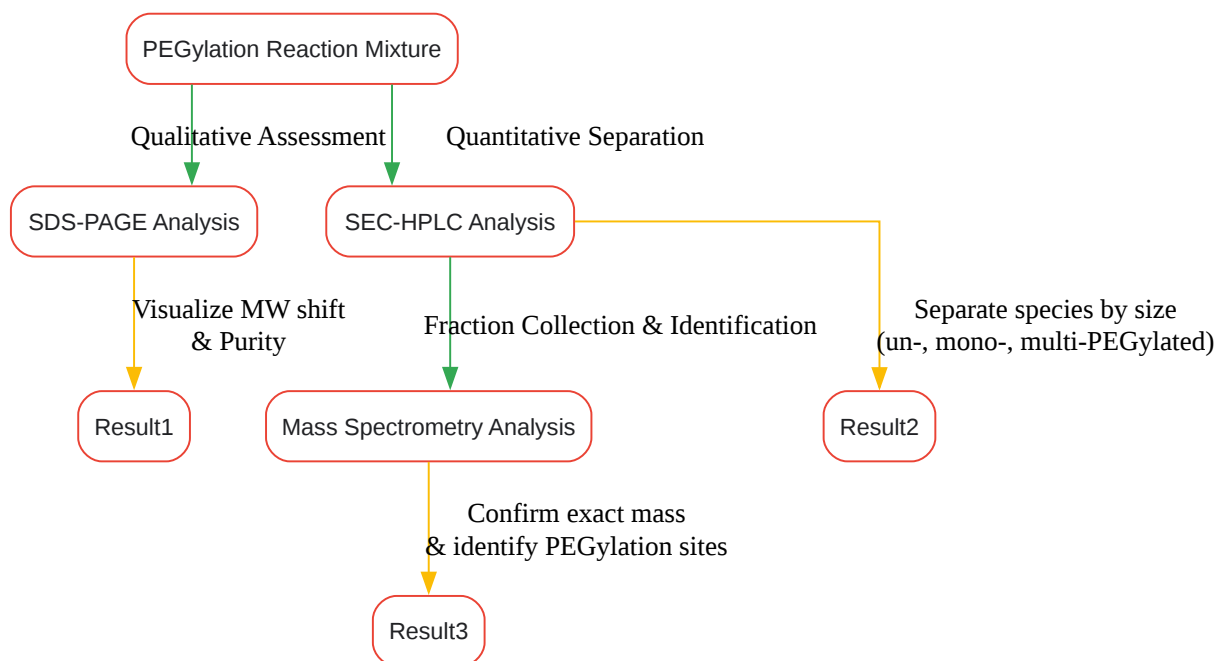 PEGylation Reaction Mixture
Qualitative Assessment
Quantitative Separation
SDS-PAGE Analysis
SEC-HPLC Analysis
Visualize MW shift
& Purity
Fraction Collection & Identification
Separate species by size
(un-, mono-, multi-PEGylated)
Result1
Mass Spectrometry Analysis
Result2
Confirm exact mass
& identify PEGylation sites
Result3